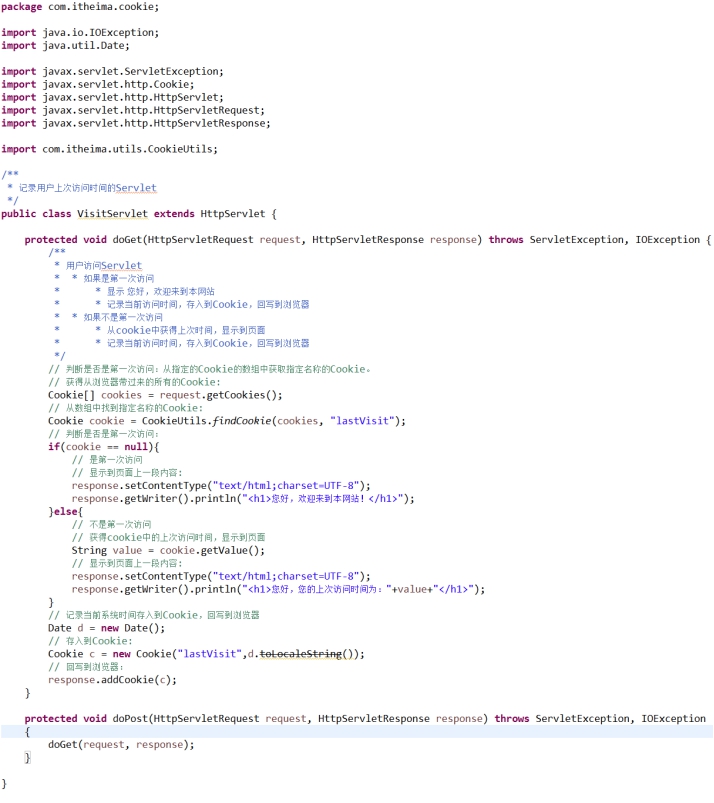 package com.itheima.cookie;
import java.io.IOException;
import java.util.Date;
import javax.servlet.ServletException;
import javax.servlet.http.Cookie;
import javax.servlet.http.HttpServlet;
import javax.servlet.http.HttpServletRequest;
import javax.servlet.http.HttpServletResponse;
import com.itheima.utils.CookieUtils;
/**
 * 记录用户上次访问时间的Servlet
 */
public class VisitServlet extends HttpServlet {
    protected void doGet(HttpServletRequest request, HttpServletResponse response) throws ServletException, IOException {
        /**
         * 用户访问Servlet
         * * 如果是第一次访问
         *      * 显示 您好，欢迎来到本网站
         *      * 记录当前访问时间，存入到Cookie，回写到浏览器
         * * 如果不是第一次访问
         *      * 从cookie中获得上次时间，显示到页面
         *      * 记录当前访问时间，存入到Cookie，回写到浏览器
         */
        // 判断是否是第一次访问：从指定的Cookie的数组中获取指定名称的Cookie。
        // 获得从浏览器带过来的所有的Cookie:
        Cookie[] cookies = request.getCookies();
        // 从数组中找到指定名称的Cookie:
        Cookie cookie = CookieUtils.findCookie(cookies, "lastVisit");
        // 判断是否是第一次访问：
        if(cookie == null){
            // 是第一次访问
            // 显示到页面上一段内容:
            response.setContentType("text/html;charset=UTF-8");
            response.getWriter().println("<h1>您好，欢迎来到本网站！</h1>");
        }else{
            // 不是第一次访问
            // 获得cookie中的上次访问时间，显示到页面
            String value = cookie.getValue();
            // 显示到页面上一段内容:
            response.setContentType("text/html;charset=UTF-8");
            response.getWriter().println("<h1>您好，您的上次访问时间为："+value+"</h1>");
        }
        // 记录当前系统时间存入到Cookie，回写到浏览器
        Date d = new Date();
        // 存入到Cookie:
        Cookie c = new Cookie("lastVisit",d.toLocaleString());
        // 回写到浏览器：
        response.addCookie(c);
    }
    protected void doPost(HttpServletRequest request, HttpServletResponse response) throws ServletException, IOException
    {
        doGet(request, response);
    }
}